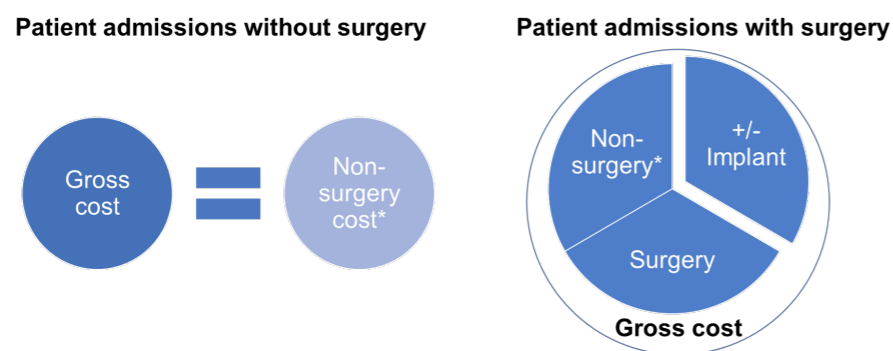 Patient admissions without surgery
Patient admissions with surgery
Gross
cost
Non-
surgery
cost*
Non-
surgery*
+/-
Implant
Surgery
Gross cost